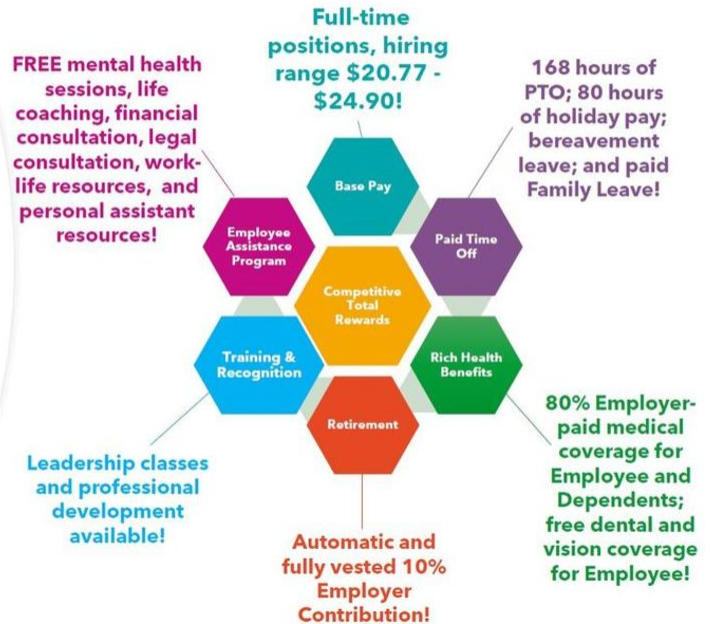 Full-time
positions, hiring
range $20.77 -
$24.90!
FREE mental health
sessions, life
coaching, financial
consultation, legal
consultation, work-
life resources, and
personal assistant
resources!
168 hours of
PTO; 80 hours
of holiday pay;
bereavement
leave; and paid
Family Leave!
Base Pay
Employee
Assistance
Program
Paid Time
Off
Competitive
Total
Rewards
Training &
Recognition
Rich Health
Benefits
Retirement
80% Employer-
paid medical
coverage for
Employee and
Dependents;
free dental and
vision coverage
for Employee!
Leadership classes
and professional
development
available!
Automatic and
fully vested 10%
Employer
Contribution!